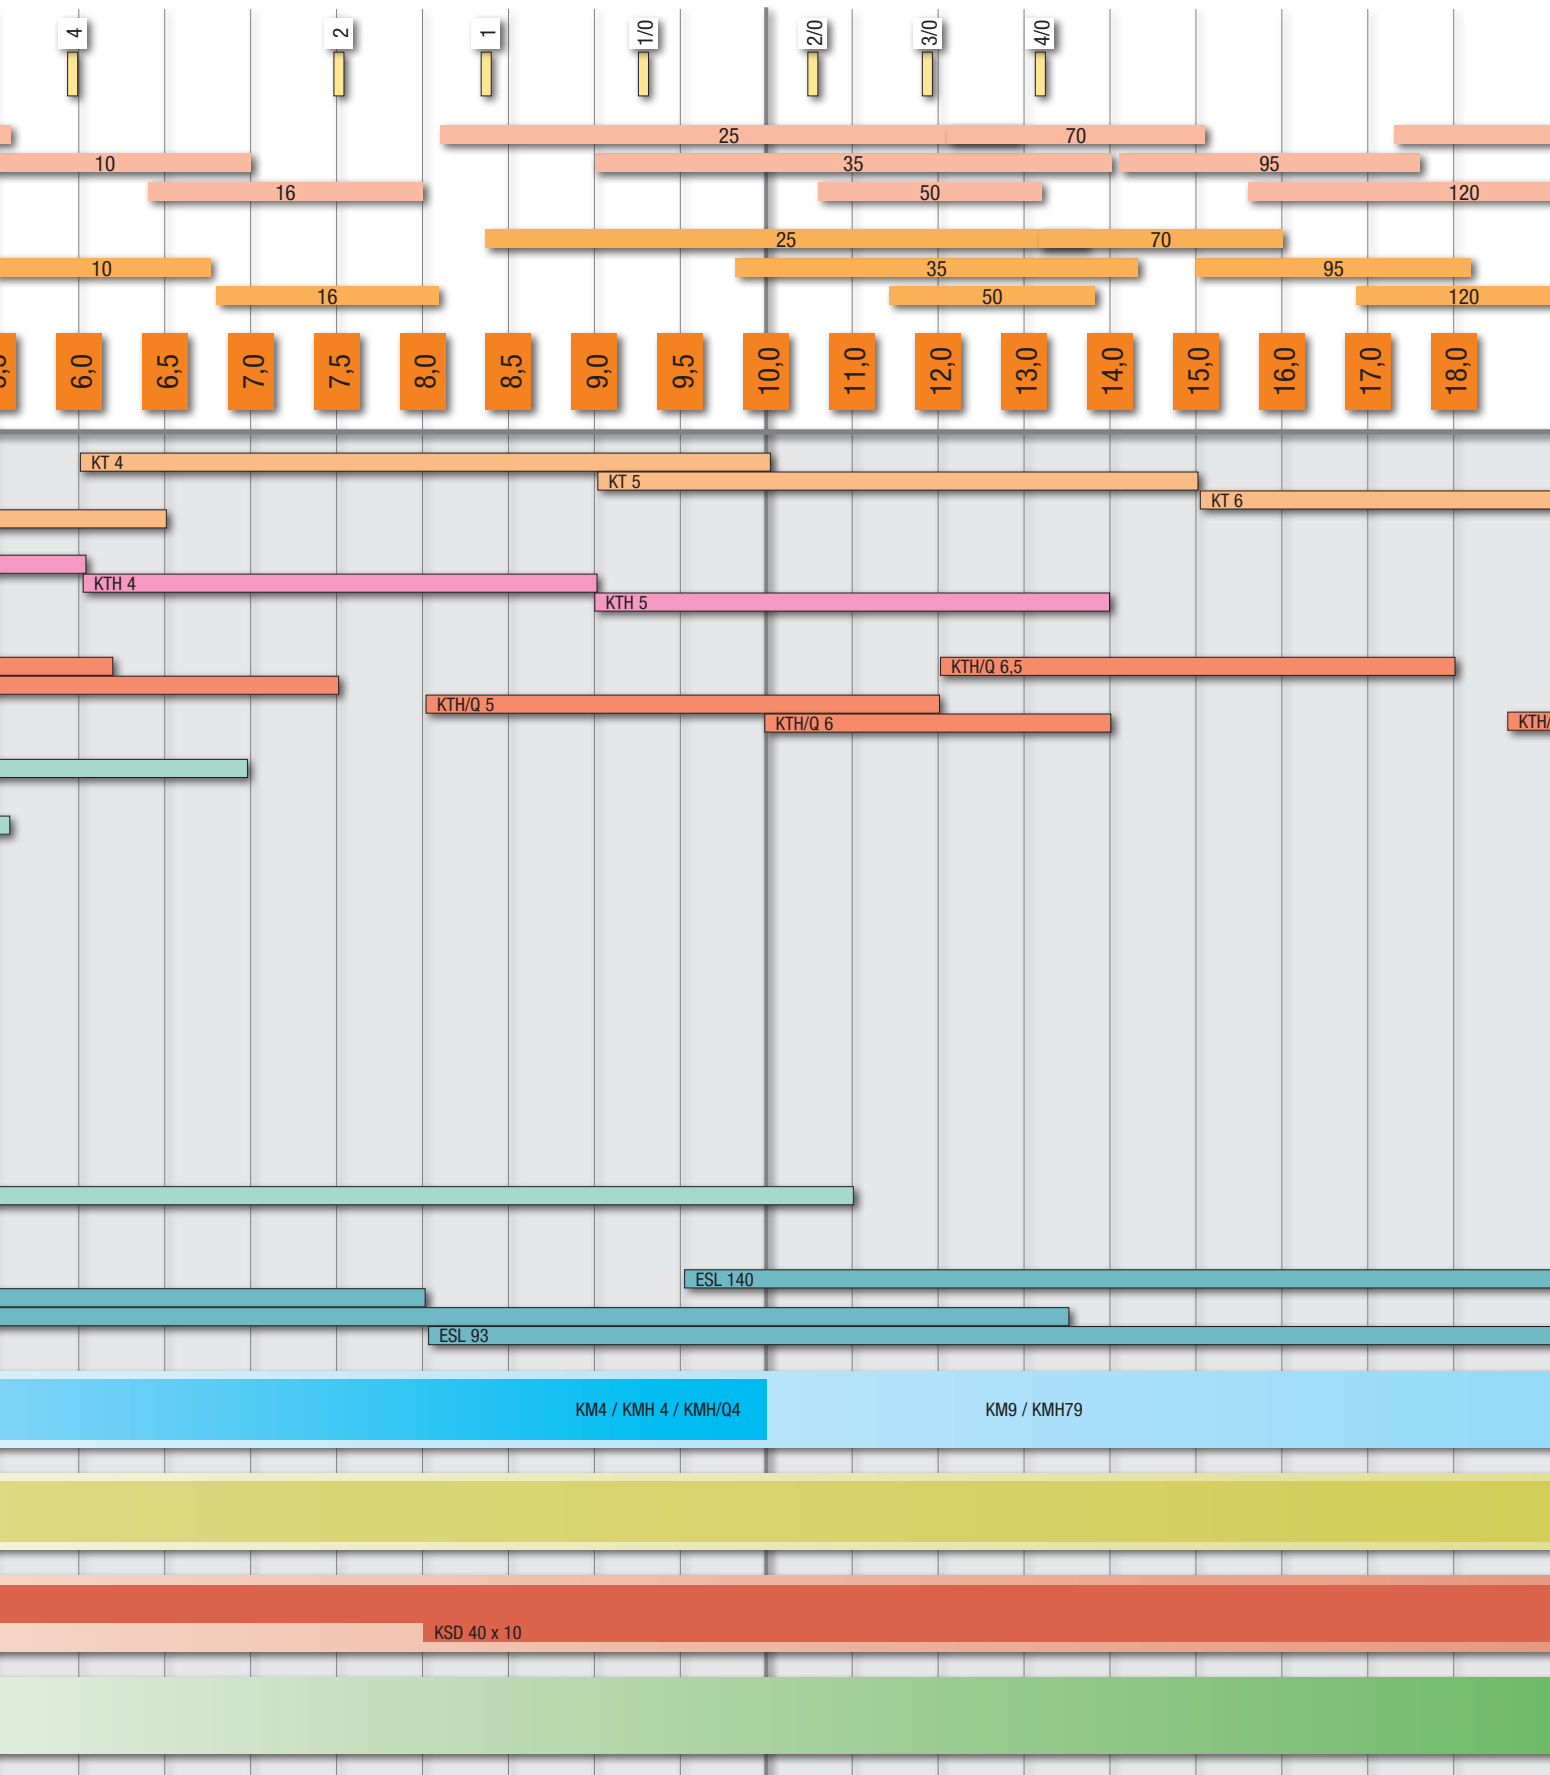 4 2 1 1/0 2/0 3/0 4/0
25 70
10 35 95
16 50 120
25 70
10 35 95
16 50 120
6,0 6,5 7,0 7,5 8,0 8,5 9,0 9,5 10,0 11,0 12,0 13,0 14,0 15,0 16,0 17,0 18,0
KT 4
KT 5
KT 6
KTH 4
KTH 5
KTH/Q 6,5
KTH/Q 5
KTH/Q 6
KTH/
ESL 140
ESL 93
KM4 / KMH 4 / KMH/Q4 KM9 / KMH79
KSD 40 x 10